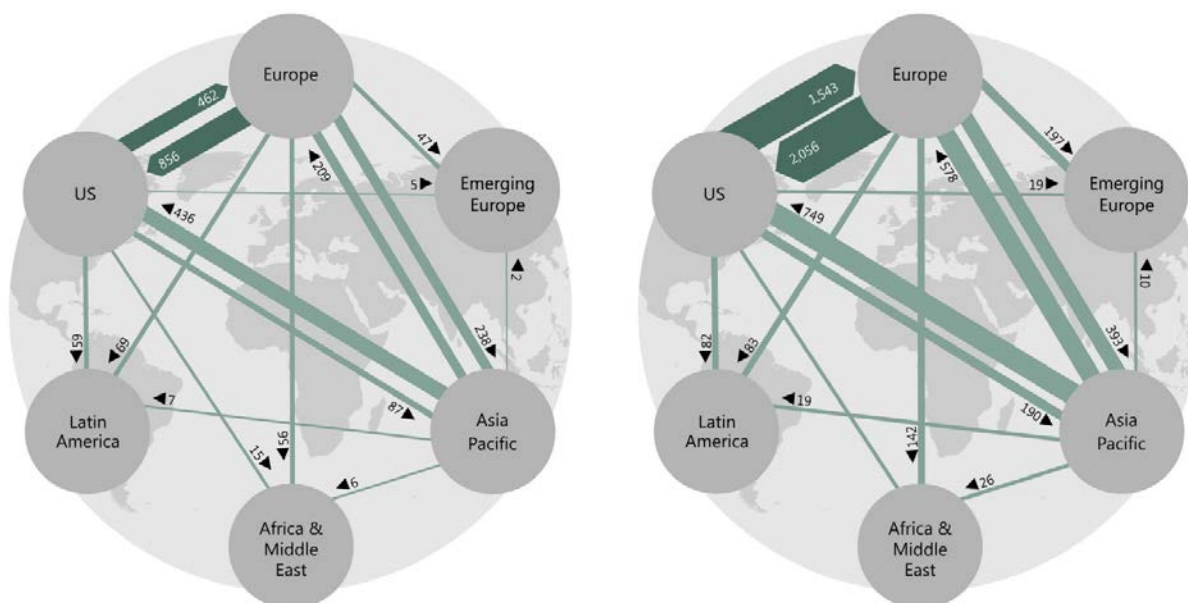 Europe
462
856
47
US
209
5
Emerging
Europe
436
2
65
69
238
7
87
Latin
America
Asia
Pacific
15
56
6
Africa &
Middle
East
Europe
1,543
2,056
197
US
578
19
Emerging
Europe
749
10
82
83
393
19
190
Latin
America
Asia
Pacific
142
26
Africa &
Middle
East